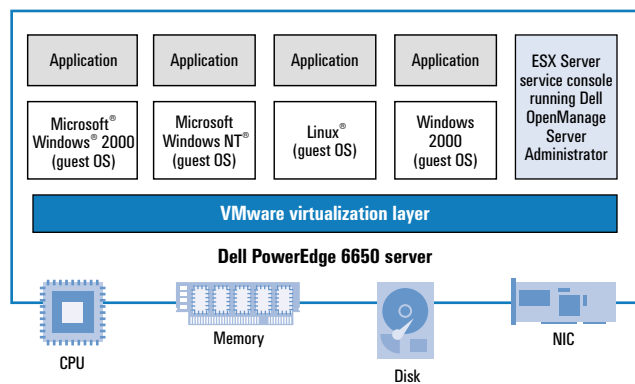 Application
Application
Application
Application
ESX Server
service console
running Dell
OpenManage
Server
Administrator
Microsoft®
Windows® 2000
(guest OS)
Microsoft
Windows NT®
(guest OS)
Linux®
(guest OS)
Windows
2000
(guest OS)
VMware virtualization layer
Dell PowerEdge 6650 server
CPU
Memory
Disk
NIC